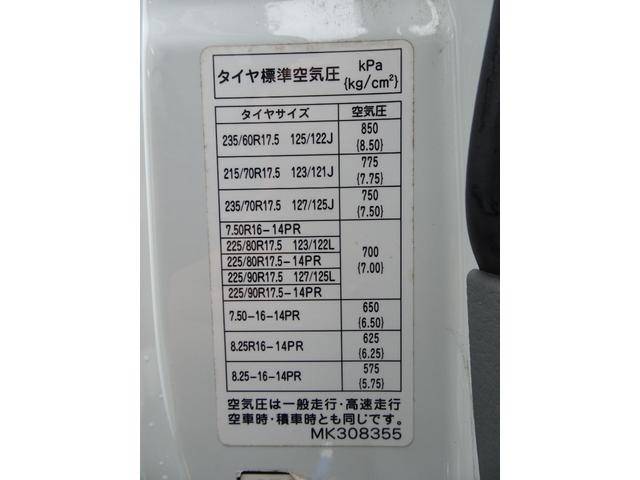 タイヤ標準空気圧 kPa {kg/cm²}
タイヤサイズ 空気圧
235/60R17.5 125/122J 850 {8.50}
215/70R17.5 123/121J 775 {7.75}
235/70R17.5 127/125J 750 {7.50}
7.50R16-14PR
225/80R17.5 123/122L
225/80R17.5-14PR 700 {7.00}
225/90R17.5 127/125L
225/90R17.5-14PR
7.50-16-14PR 650 {6.50}
8.25R16-14PR 625 {6.25}
8.25-16-14PR 575 {5.75}
空気圧は一般走行・高速走行
空車時・積車時とも同じです。
MK308355